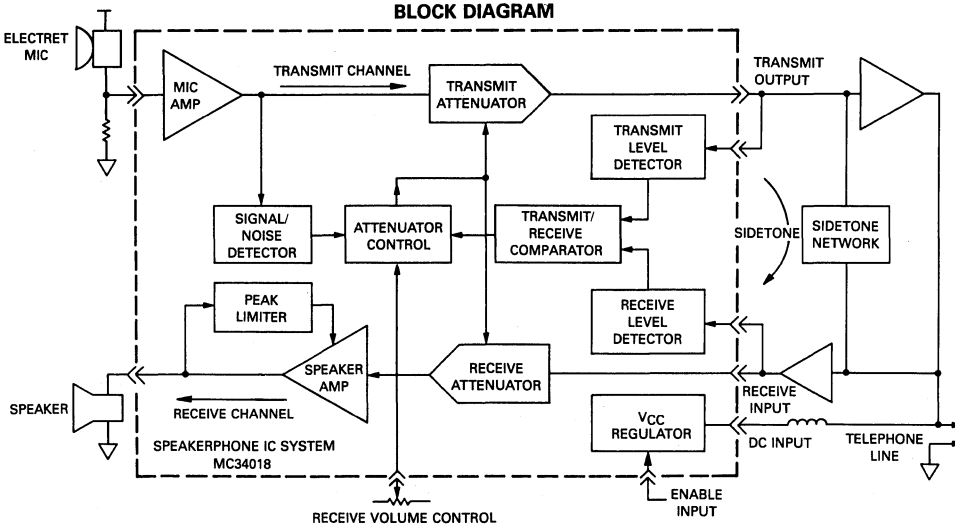 BLOCK DIAGRAM
ELECTRET
MIC
MIC
AMP
TRANSMIT CHANNEL
TRANSMIT
ATTENUATOR
TRANSMIT
OUTPUT
TRANSMIT
LEVEL
DETECTOR
SIGNAL/
NOISE
DETECTOR
ATTENUATOR
CONTROL
TRANSMIT/
RECEIVE
COMPARATOR
SIDETONE
SIDETONE
NETWORK
PEAK
LIMITER
RECEIVE
LEVEL
DETECTOR
SPEAKER
AMP
RECEIVE
ATTENUATOR
RECEIVE
INPUT
SPEAKER
RECEIVE CHANNEL
VCC
REGULATOR
DC INPUT
TELEPHONE
LINE
SPEAKERPHONE IC SYSTEM
MC34018
ENABLE
INPUT
RECEIVE VOLUME CONTROL